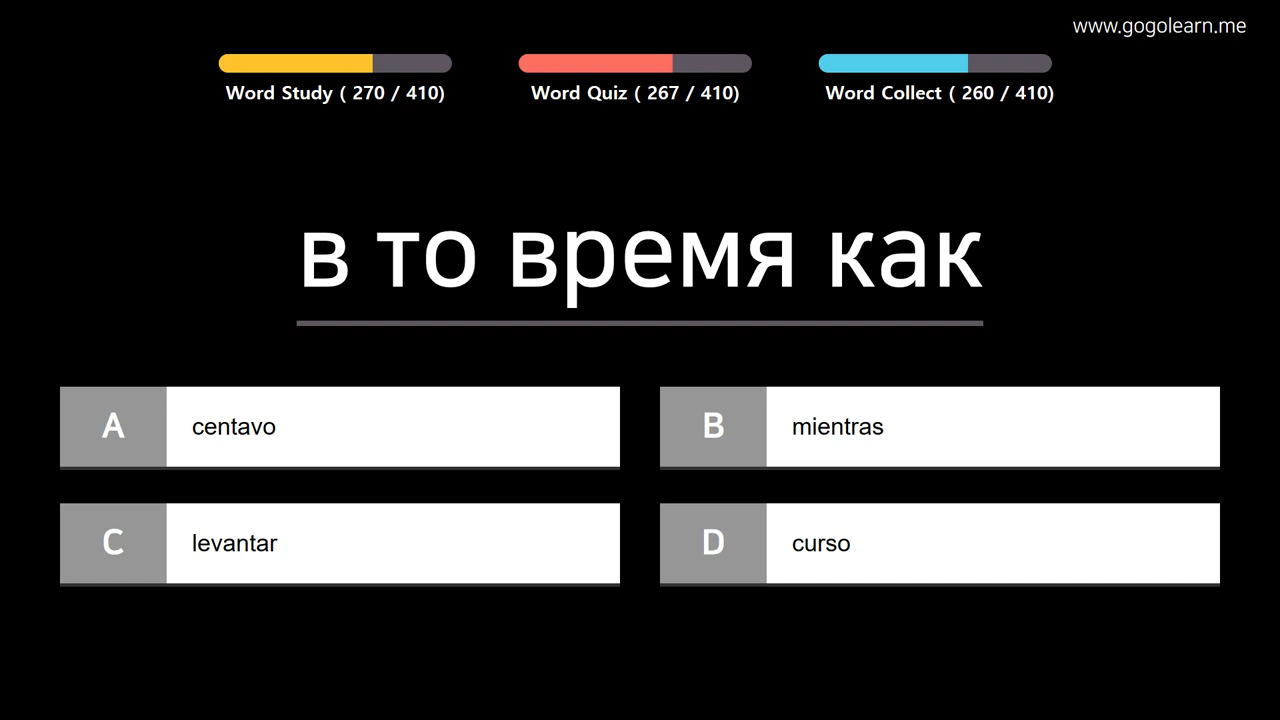 www.gogolearn.me
Word Study ( 270 / 410)
Word Quiz ( 267 / 410)
Word Collect ( 260 / 410)
в то время как
A centavo
B mientras
C levantar
D curso